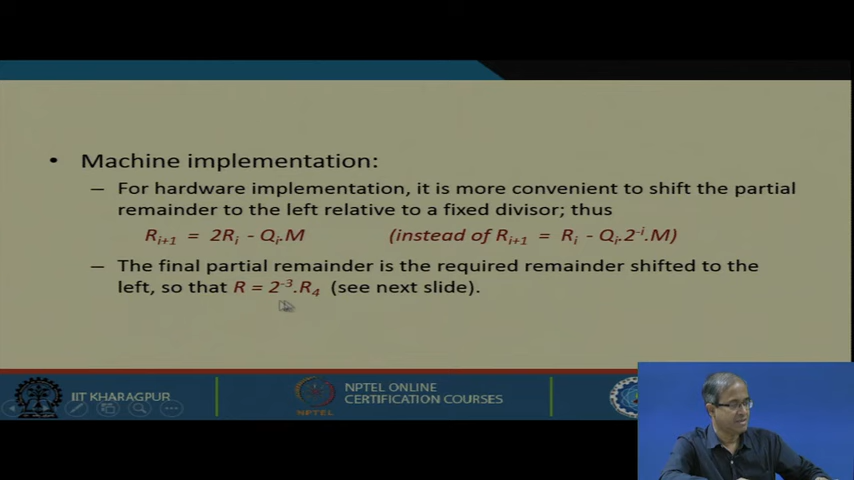 • Machine implementation:
– For hardware implementation, it is more convenient to shift the partial
remainder to the left relative to a fixed divisor; thus
Rᵢ₊₁ = 2Rᵢ - Qᵢ.M (instead of Rᵢ₊₁ = Rᵢ - Qᵢ.2⁻ⁱ.M)
– The final partial remainder is the required remainder shifted to the
left, so that R = 2⁻³.R₄ (see next slide).
IIT KHARAGPUR
NPTEL
NPTEL ONLINE
CERTIFICATION COURSES